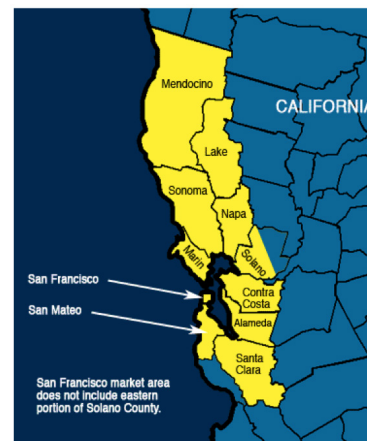 Mendocino
CALIFORNIA
Lake
Sonoma
Napa
Marin
Solano
San Francisco
Contra
Costa
San Mateo
Alameda
Santa
Clara
San Francisco market area
does not include eastern
portion of Solano County.